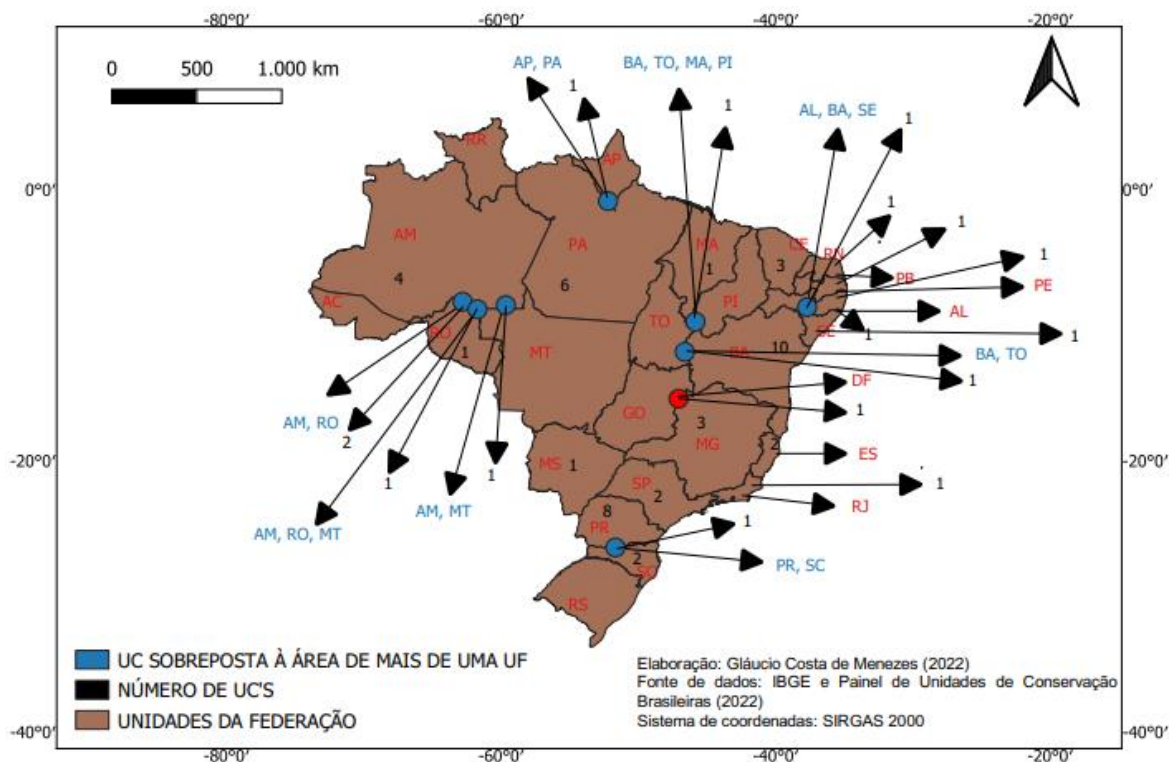 -80°0′ -60°0′ -40°0′ -20°0′
0 500 1.000 km
AP, PA
1
BA, TO, MA, PI
1
AL, BA, SE
1
RR
AP
0°0′ 0°0′
AM
PA
MA
CE
RN
1
1
4
6
1
3
PB
1
PE
AC
PI
AL
RO
1
MT
TO
BA
10
SE
1
1
BA, TO
1
DF
1
AM, RO
2
GO
3
MG
2
ES
-20°0′ -20°0′
1
AM, RO, MT
AM, MT
1
MS
1
SP
2
1
RJ
8
PR
1
2
SC
PR, SC
RS
UC SOBREPOSTA À ÁREA DE MAIS DE UMA UF
NÚMERO DE UC'S
UNIDADES DA FEDERAÇÃO
Elaboração: Gláucio Costa de Menezes (2022)
Fonte de dados: IBGE e Painel de Unidades de Conservação
Brasileiras (2022)
Sistema de coordenadas: SIRGAS 2000
-40°0′ -40°0′
-80°0′ -60°0′ -40°0′ -20°0′